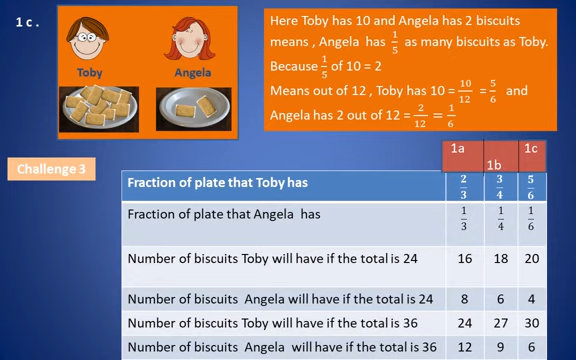 1 c .
Toby
Angela
Here Toby has 10 and Angela has 2 biscuits
means , Angela has 1/5 as many biscuits as Toby.
Because 1/5 of 10 = 2
Means out of 12 , Toby has 10 = 10/12 = 5/6 and
Angela has 2 out of 12 = 2/12 = 1/6
Challenge 3
1a 1b 1c
Fraction of plate that Toby has 2/3 3/4 5/6
Fraction of plate that Angela has 1/3 1/4 1/6
Number of biscuits Toby will have if the total is 24 16 18 20
Number of biscuits Angela will have if the total is 24 8 6 4
Number of biscuits Toby will have if the total is 36 24 27 30
Number of biscuits Angela will have if the total is 36 12 9 6